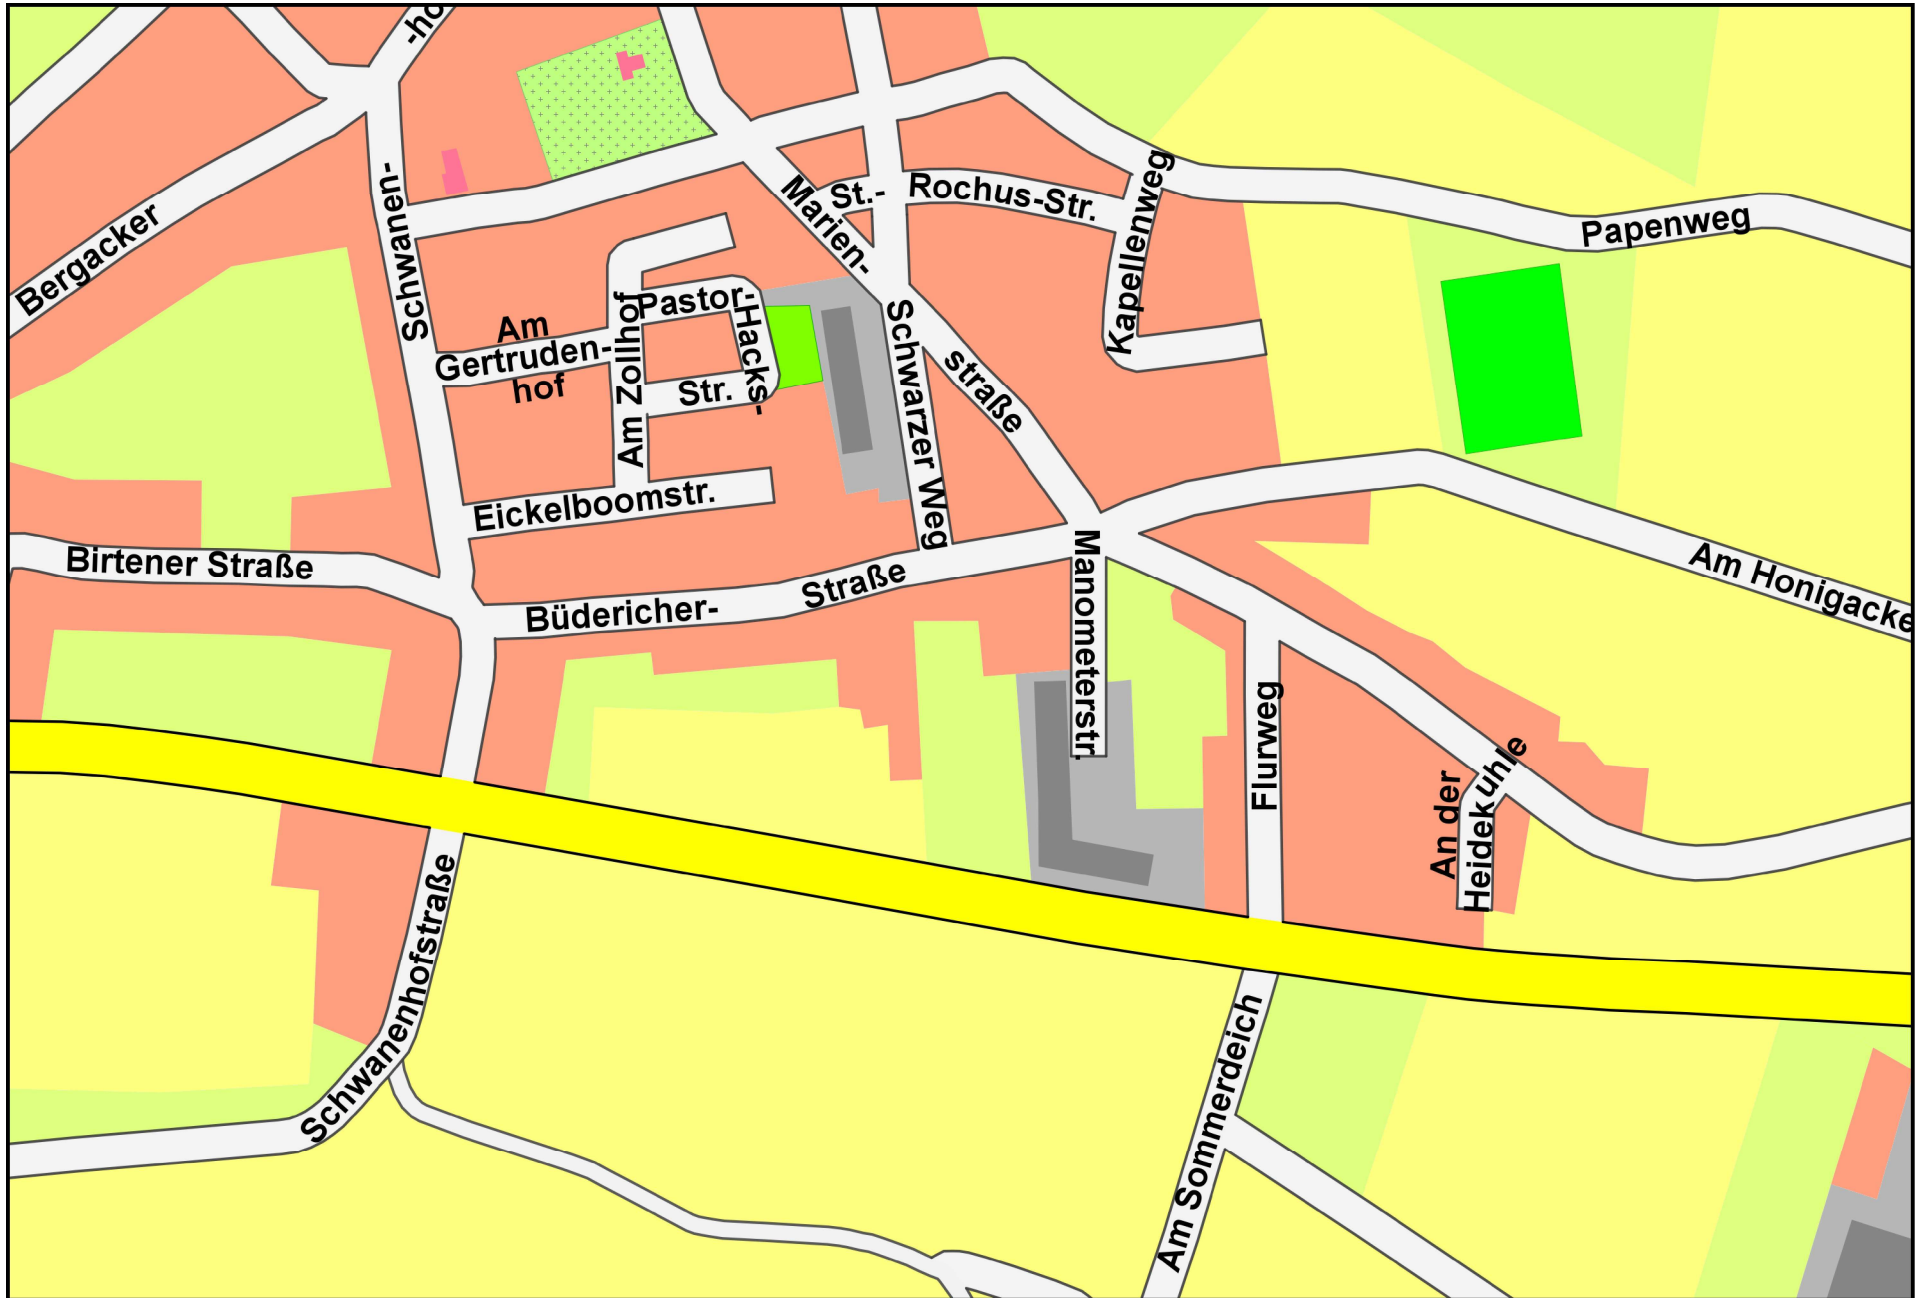 -ho
Bergacker
Schwanen-
Marien-
St.-
Rochus-Str.
Kapellenweg
Papenweg
Am
Gertruden-
hof
Am Zollhof
Pastor-
Hacks-
Str.
Schwarzer Weg
straße
Eickelboomstr.
Birtener Straße
Büdericher-
Straße
Manometerstr.
Am Honigacke
Flurweg
An der
Heidekuhle
Schwanenhofstraße
Am Sommerdeich